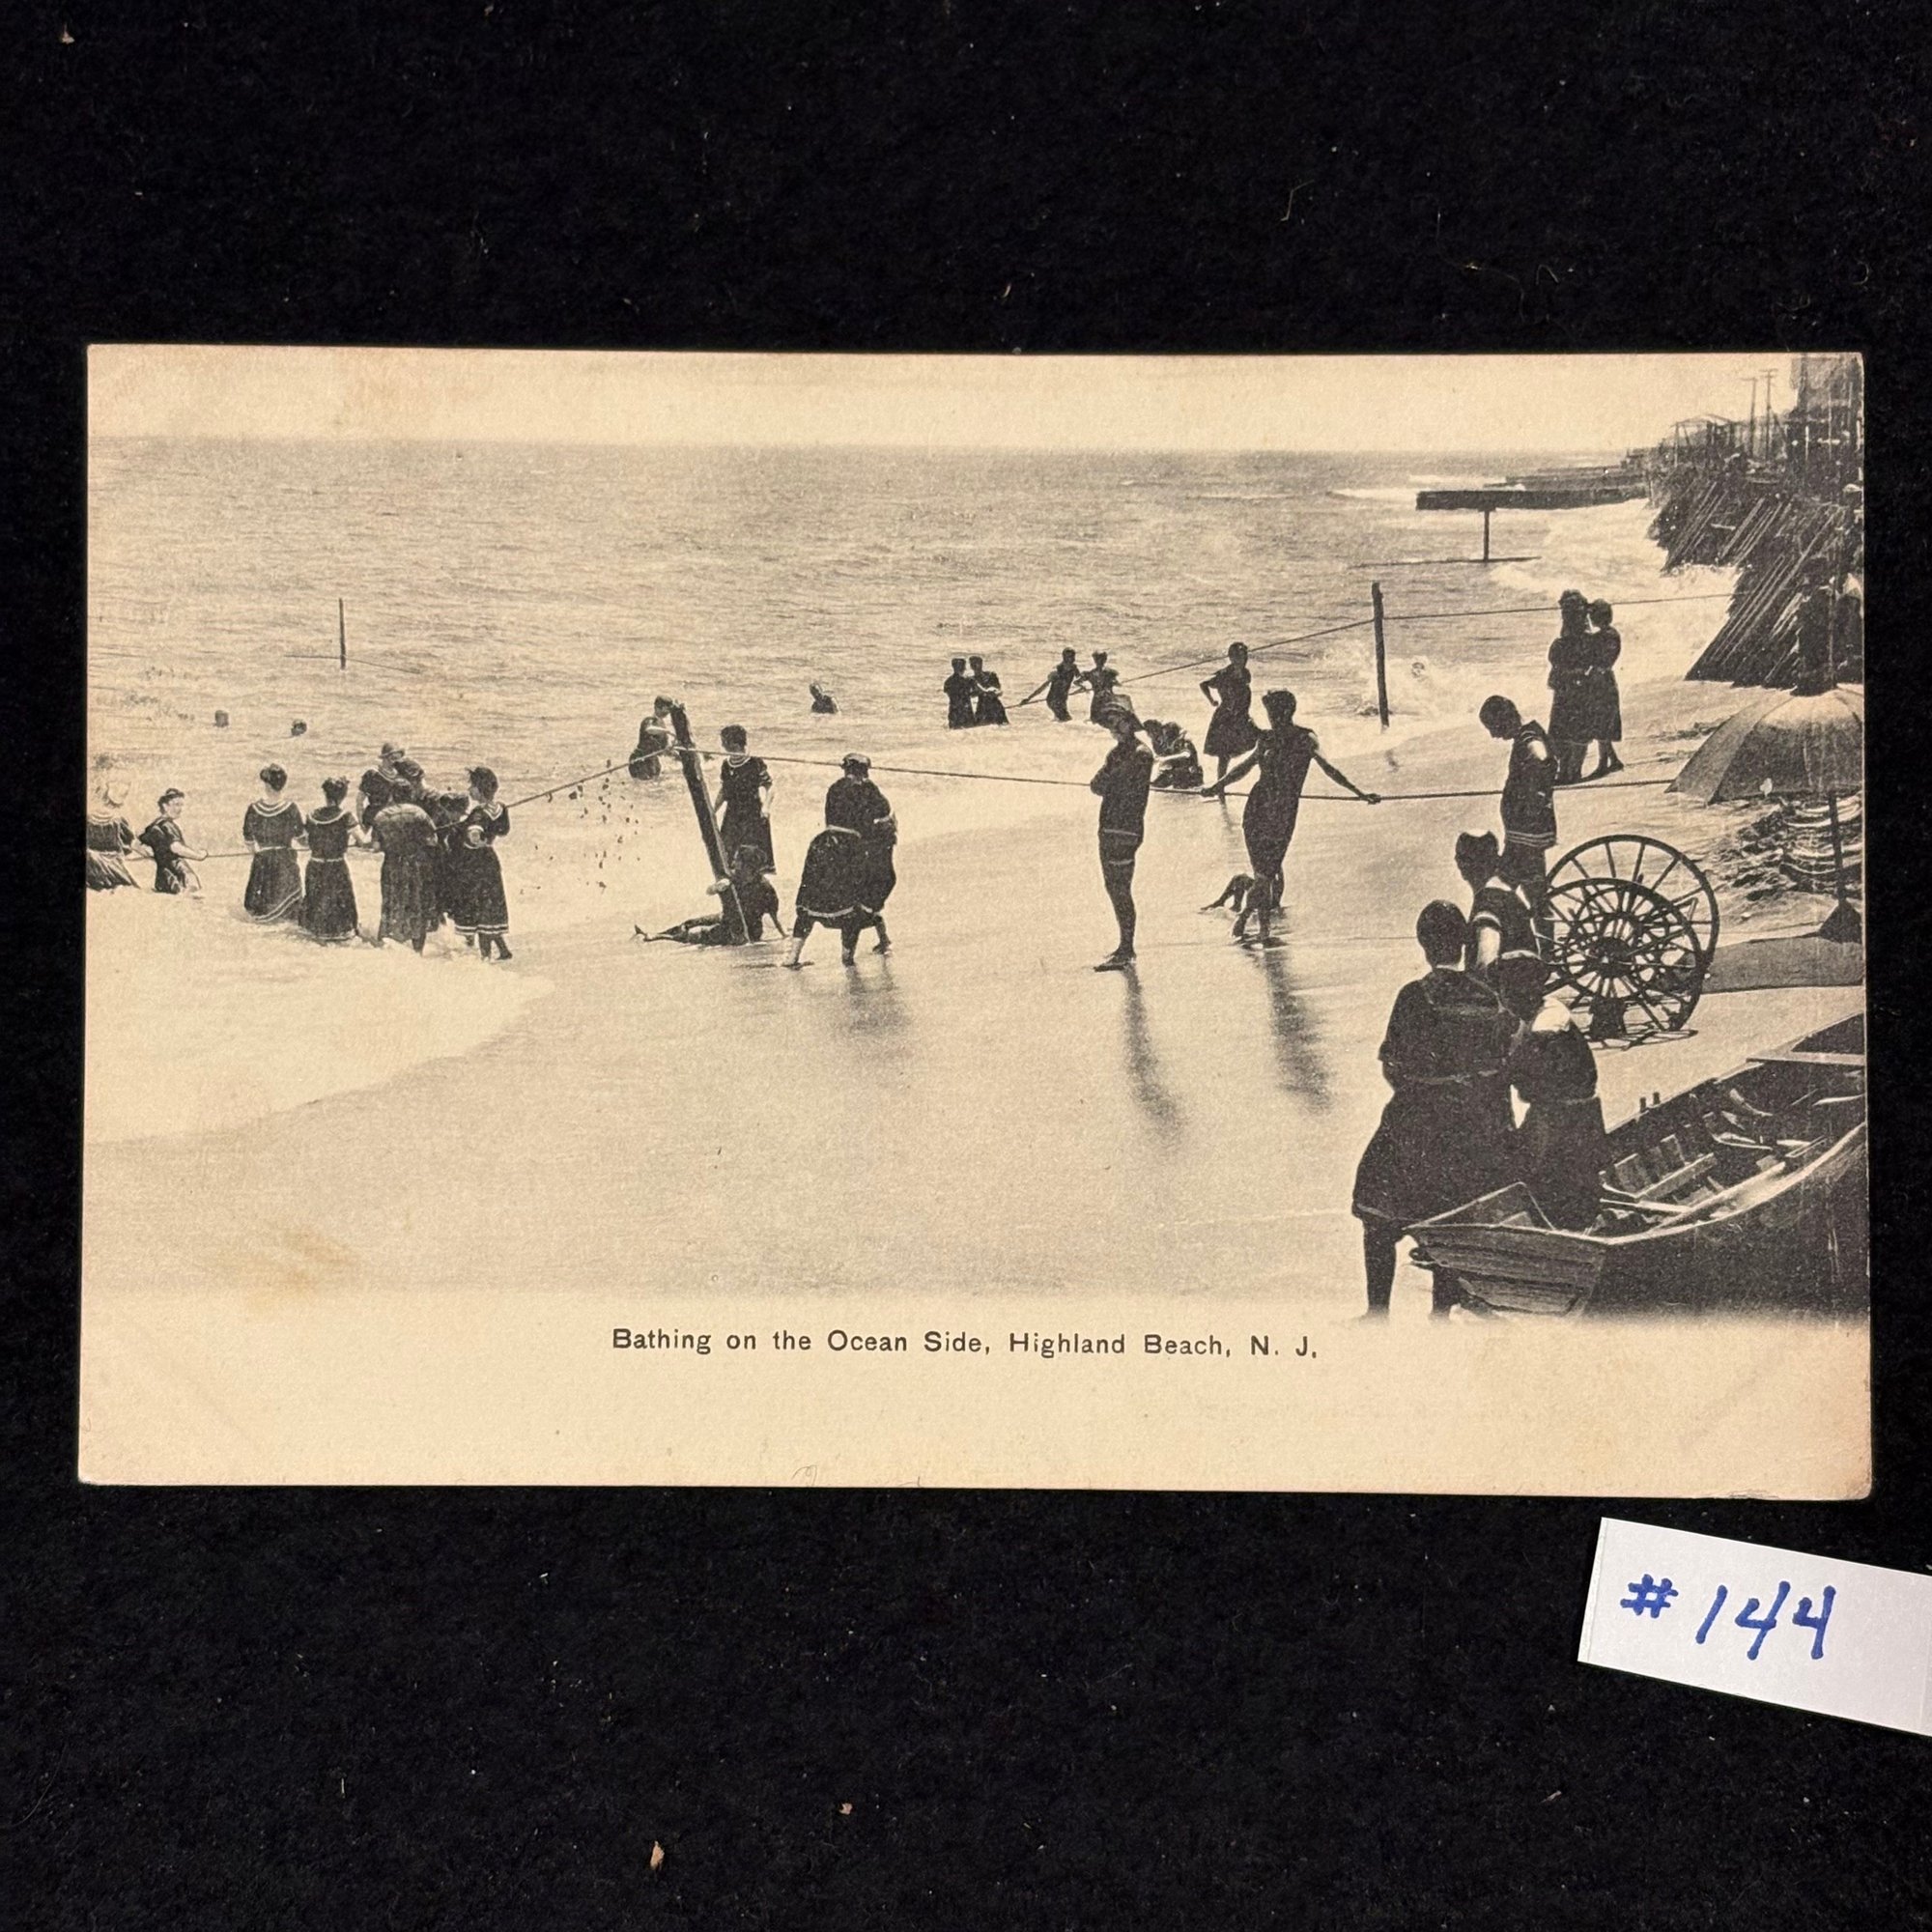 Bathing on the Ocean Side, Highland Beach, N. J.
#144